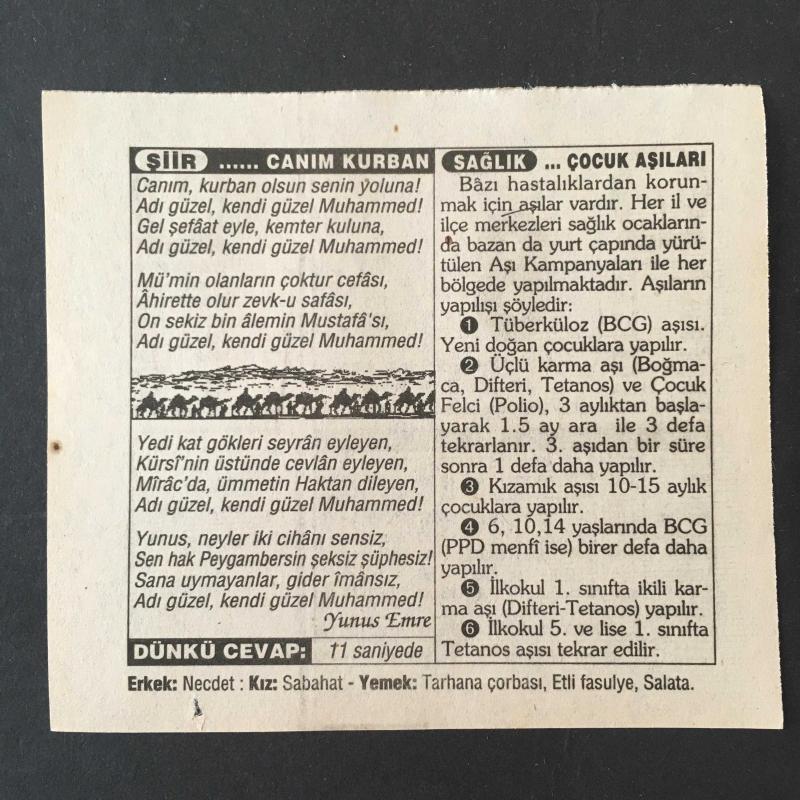 ŞİİR ...... CANIM KURBAN
Canım, kurban olsun senin yoluna!
Adı güzel, kendi güzel Muhammed!
Gel şefâat eyle, kemter kuluna,
Adı güzel, kendi güzel Muhammed!
Mü'min olanların çoktur cefâsı,
Âhirette olur zevk-u safâsı,
On sekiz bin âlemin Mustafâ'sı,
Adı güzel, kendi güzel Muhammed!
Yedi kat gökleri seyrân eyleyen,
Kürsî'nin üstünde cevlân eyleyen,
Mîrâc'da, ümmetin Haktan dileyen,
Adı güzel, kendi güzel Muhammed!
Yunus, neyler iki cihânı sensiz,
Sen hak Peygambersin şeksiz şüphesiz!
Sana uymayanlar, gider îmânsız,
Adı güzel, kendi güzel Muhammed!
Yunus Emre
DÜNKÜ CEVAP: 11 saniyede
SAĞLIK ... ÇOCUK AŞILARI
Bâzı hastalıklardan korun-
mak için aşılar vardır. Her il ve
ilçe merkezleri sağlık ocakların-
da bazan da yurt çapında yürü-
tülen Aşı Kampanyaları ile her
bölgede yapılmaktadır. Aşıların
yapılışı şöyledir:
❶ Tüberküloz (BCG) aşısı.
Yeni doğan çocuklara yapılır.
❷ Üçlü karma aşı (Boğma-
ca, Difteri, Tetanos) ve Çocuk
Felci (Polio), 3 aylıktan başla-
yarak 1.5 ay ara ile 3 defa
tekrarlanır. 3. aşıdan bir süre
sonra 1 defa daha yapılır.
❸ Kızamık aşısı 10-15 aylık
çocuklara yapılır.
❹ 6, 10,14 yaşlarında BCG
(PPD menfî ise) birer defa daha
yapılır.
❺ İlkokul 1. sınıfta ikili kar-
ma aşı (Difteri-Tetanos) yapılır.
❻ İlkokul 5. ve lise 1. sınıfta
Tetanos aşısı tekrar edilir.
Erkek: Necdet : Kız: Sabahat - Yemek: Tarhana çorbası, Etli fasulye, Salata.